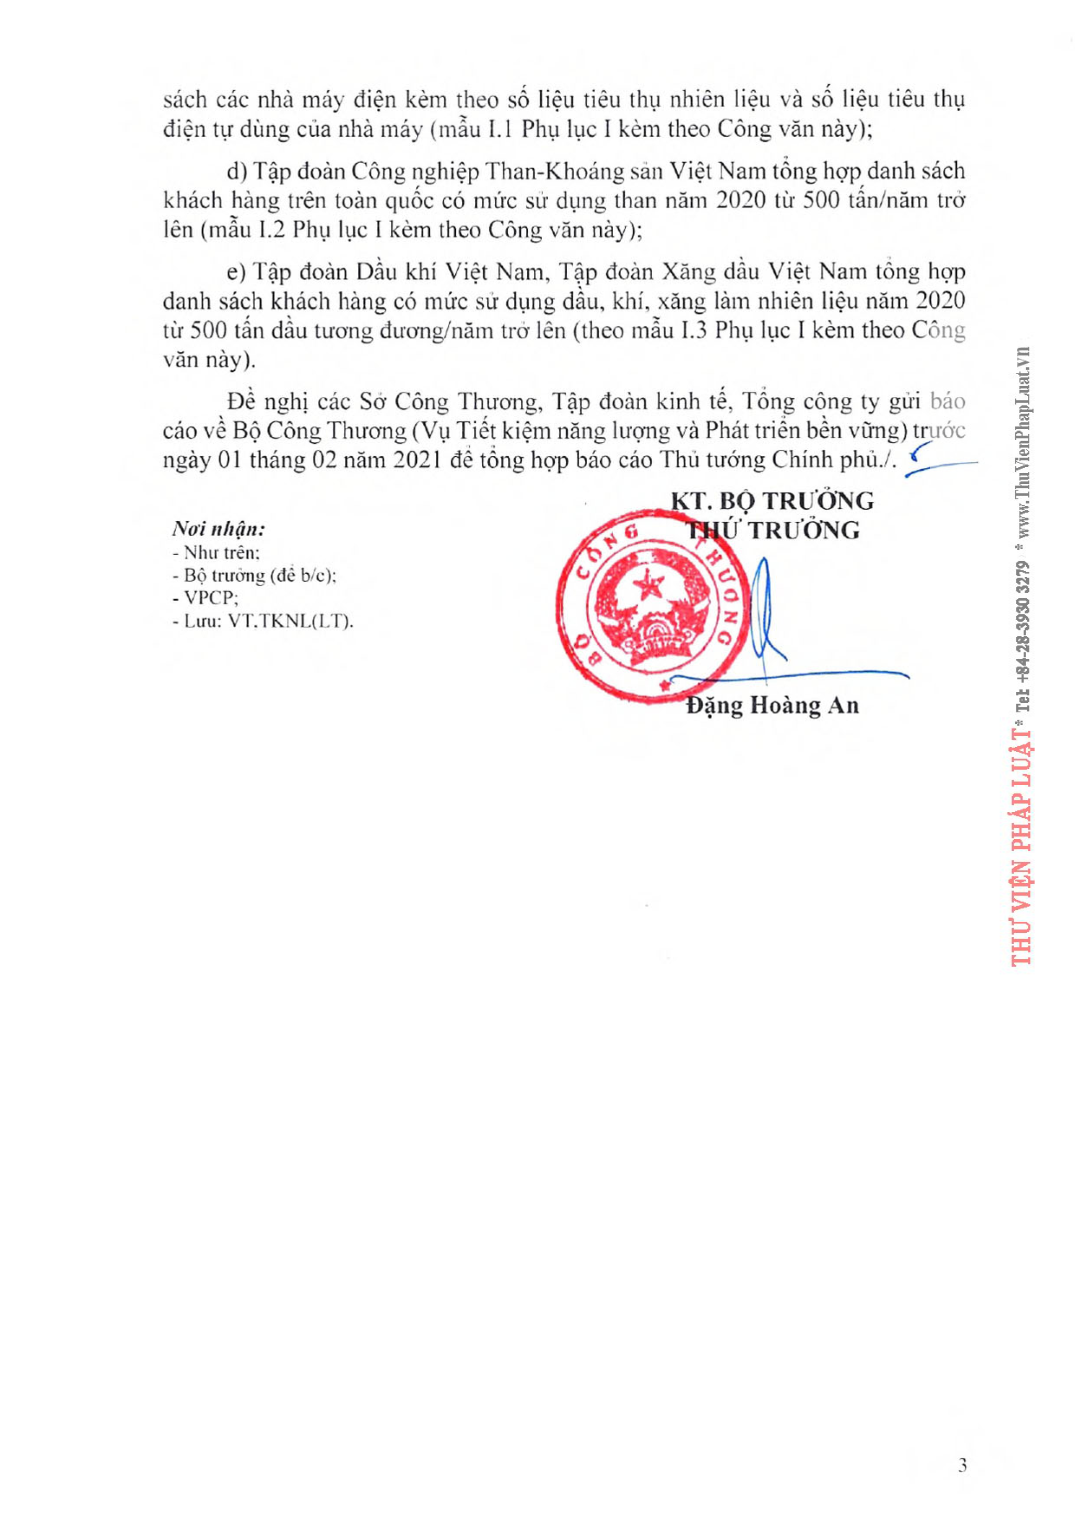 sách các nhà máy điện kèm theo số liệu tiêu thụ nhiên liệu và số liệu tiêu thụ
điện tự dùng của nhà máy (mẫu I.1 Phụ lục I kèm theo Công văn này);
d) Tập đoàn Công nghiệp Than-Khoáng sản Việt Nam tổng hợp danh sách
khách hàng trên toàn quốc có mức sử dụng than năm 2020 từ 500 tấn/năm trở
lên (mẫu I.2 Phụ lục I kèm theo Công văn này);
e) Tập đoàn Dầu khí Việt Nam, Tập đoàn Xăng dầu Việt Nam tổng hợp
danh sách khách hàng có mức sử dụng dầu, khí, xăng làm nhiên liệu năm 2020
từ 500 tấn dầu tương đương/năm trở lên (theo mẫu I.3 Phụ lục I kèm theo Công
văn này).
Đề nghị các Sở Công Thương, Tập đoàn kinh tế, Tổng công ty gửi báo
cáo về Bộ Công Thương (Vụ Tiết kiệm năng lượng và Phát triển bền vững) trước
ngày 01 tháng 02 năm 2021 để tổng hợp báo cáo Thủ tướng Chính phủ./.
KT. BỘ TRƯỞNG
THỨ TRƯỞNG
Nơi nhận:
- Như trên;
- Bộ trưởng (để b/c);
- VPCP;
- Lưu: VT.TKNL(LT).
BỘ CÔNG THƯƠNG
Đặng Hoàng An
THƯ VIỆN PHÁP LUẬT * Tel: +84-28-3930 3279 * www.ThuVienPhapLuat.vn
3